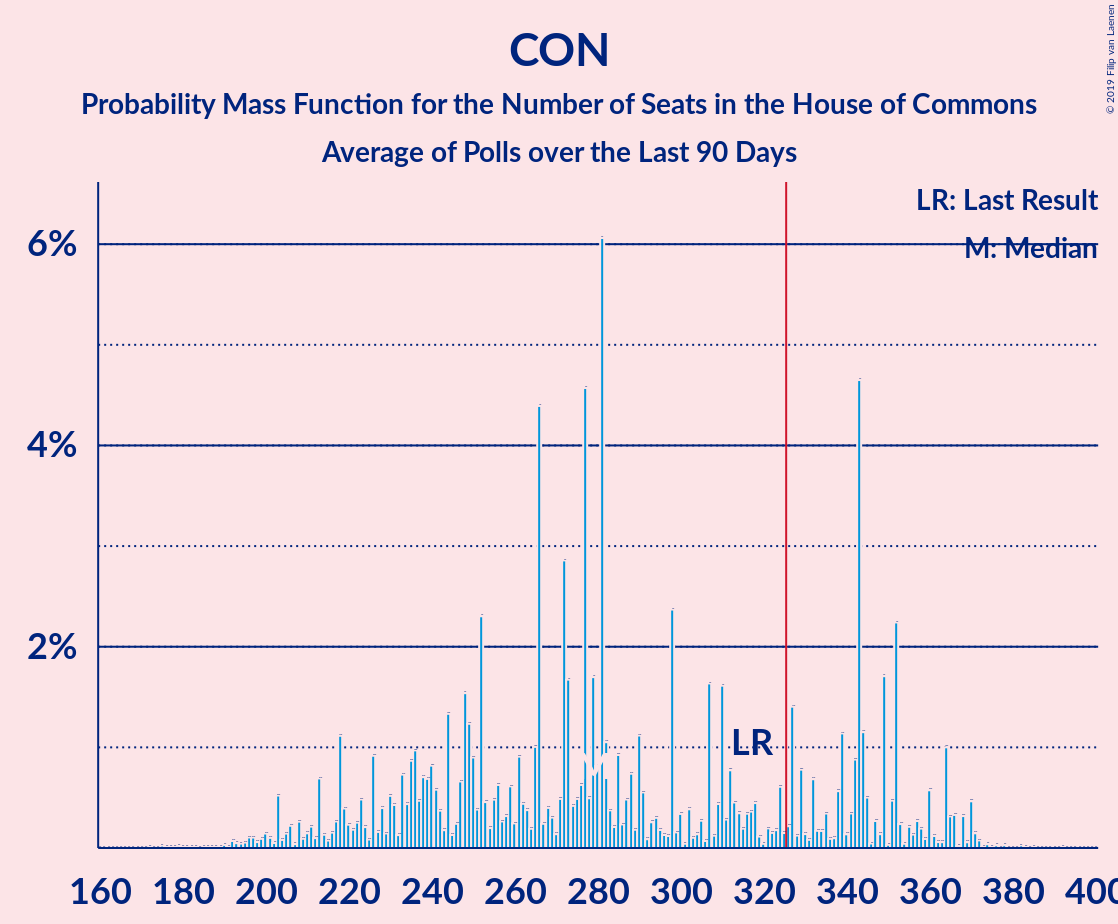 CON
Probability Mass Function for the Number of Seats in the House of Commons
Average of Polls over the Last 90 Days
© 2019 Filip van Laenen
LR: Last Result
M: Median
6%
4%
2%
LR
160 180 200 220 240 260 280 300 320 340 360 380 400